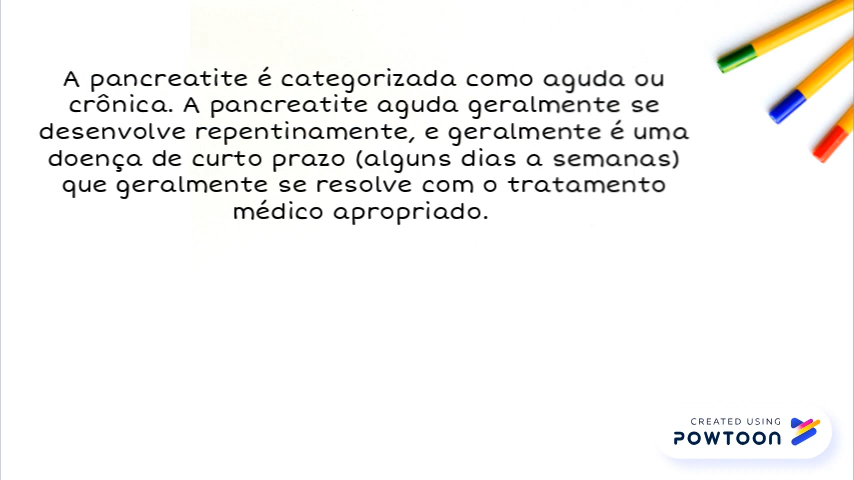 A pancreatite é categorizada como aguda ou
crônica. A pancreatite aguda geralmente se
desenvolve repentinamente, e geralmente é uma
doença de curto prazo (alguns dias a semanas)
que geralmente se resolve com o tratamento
médico apropriado.
CREATED USING
POWTOON